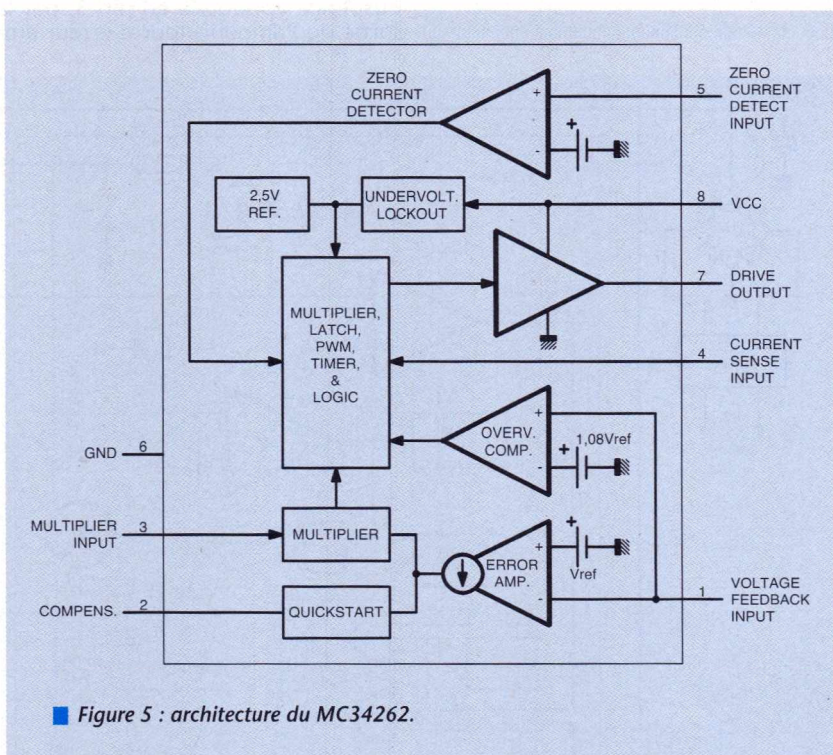 ZERO
CURRENT
DETECTOR
+
-
+
5
ZERO
CURRENT
DETECT
INPUT
2,5V
REF.
UNDERVOLT.
LOCKOUT
8
VCC
7
DRIVE
OUTPUT
MULTIPLIER,
LATCH,
PWM,
TIMER,
&
LOGIC
4
CURRENT
SENSE
INPUT
OVERV.
COMP.
+
-
+
1,08Vref
GND
6
MULTIPLIER
INPUT
3
MULTIPLIER
ERROR
AMP.
+
-
+
Vref
1
VOLTAGE
FEEDBACK
INPUT
COMPENS.
2
QUICKSTART
Figure 5 : architecture du MC34262.